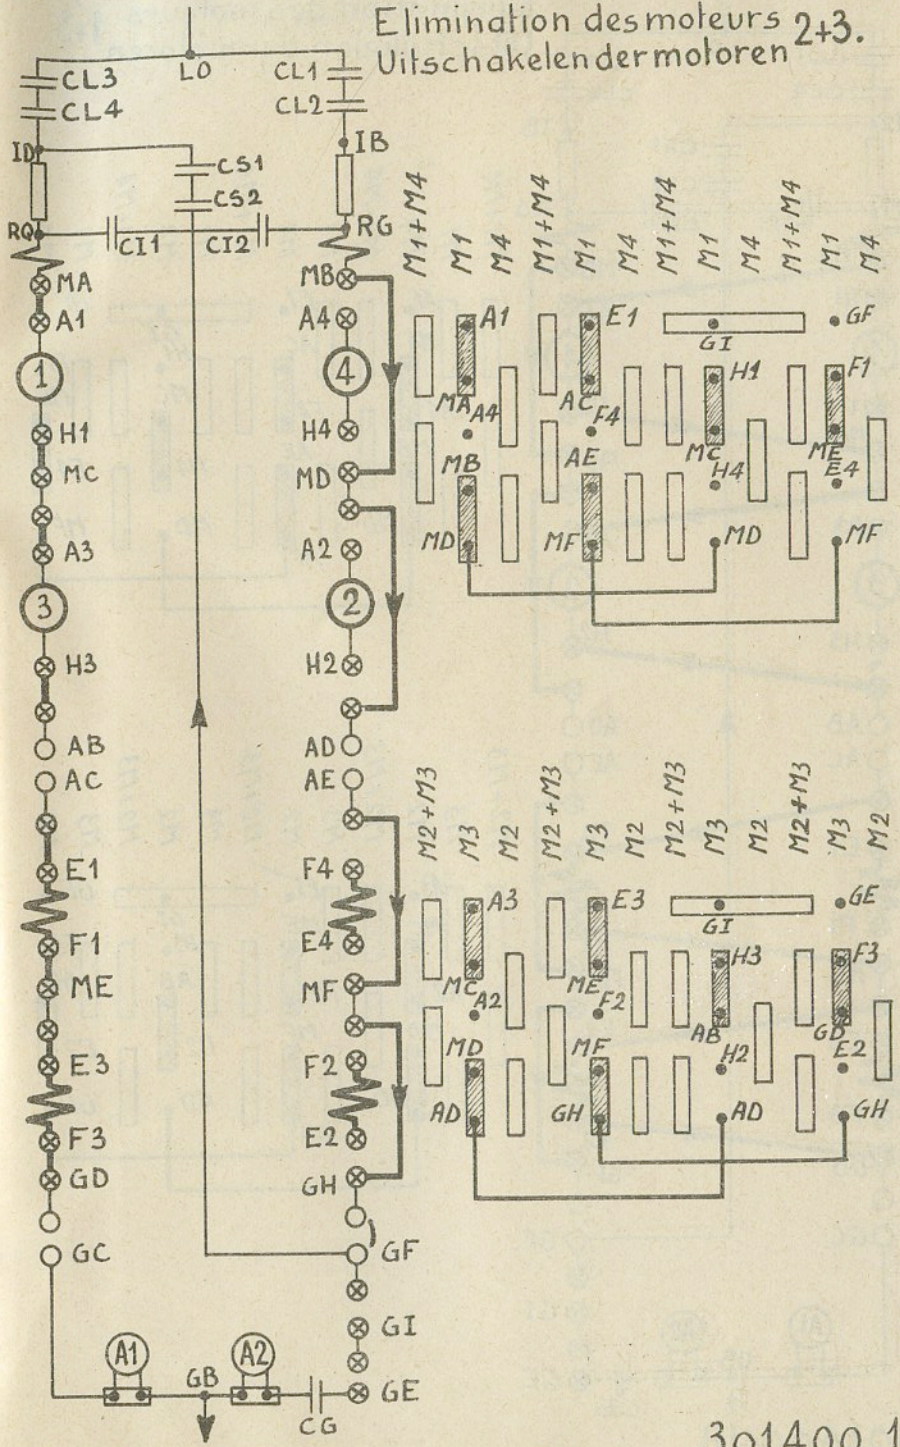 Elimination des moteurs 2+3.
Uitschakelen der motoren
LO
CL3
CL4
CL1
CL2
ID
IB
CS1
CS2
RQ
CI1
CI2
RG
MA
A1
1
H1
MC
A3
3
H3
AB
AC
E1
F1
ME
E3
F3
GD
GC
MB
A4
4
H4
MD
A2
2
H2
AD
AE
F4
E4
MF
F2
E2
GH
GF
GI
GE
A1
GB
A2
CG
M1+M4
M1
M4
M1+M4
M1
M4
M1+M4
M1
M4
M1+M4
M1
M4
A1
E1
GI
GF
MA
A4
AC
F4
H1
F1
MB
AE
MC
H4
ME
E4
MD
MF
MD
MF
M2+M3
M3
M2
M2+M3
M3
M2
M2+M3
M3
M2
M2+M3
M3
M2
A3
E3
GI
GE
MC
A2
ME
F2
H3
F3
MD
MF
AB
H2
GD
E2
AD
GH
AD
GH
301400 1